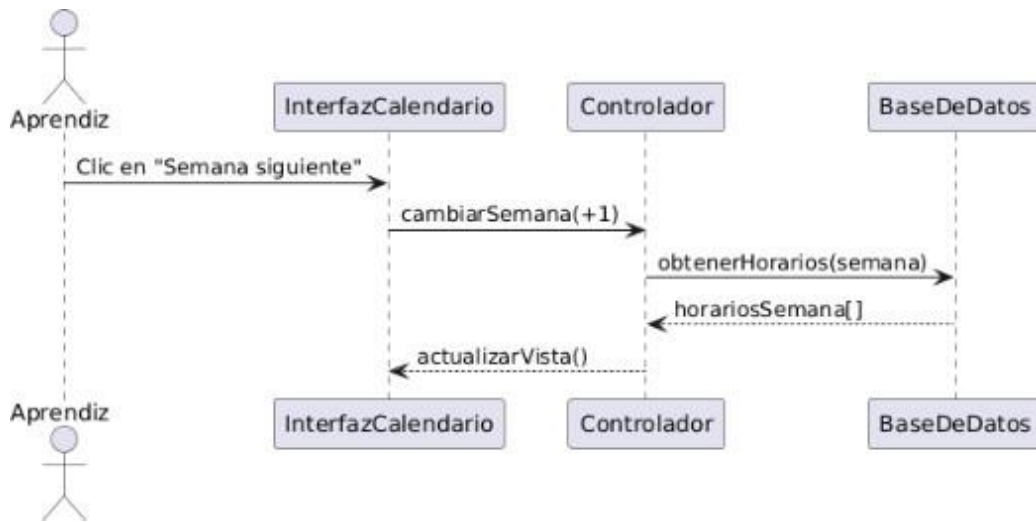 Aprendiz
InterfazCalendario
Controlador
BaseDeDatos
Clic en "Semana siguiente"
cambiarSemana(+1)
obtenerHorarios(semana)
horariosSemana[]
actualizarVista()
Aprendiz
InterfazCalendario
Controlador
BaseDeDatos